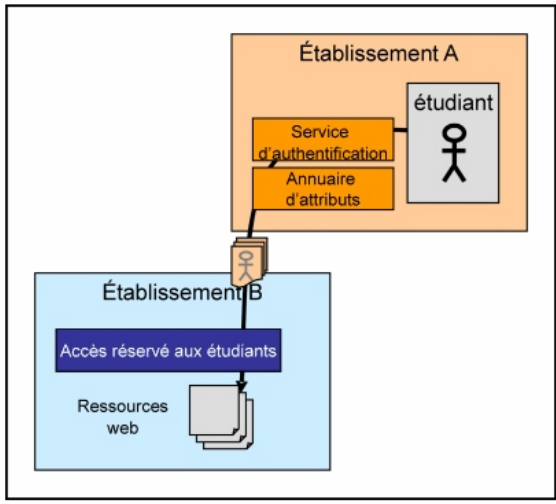 Établissement A
étudiant
Service
d'authentification
Annuaire
d'attributs
Établissement B
Accès réservé aux étudiants
Ressources
web